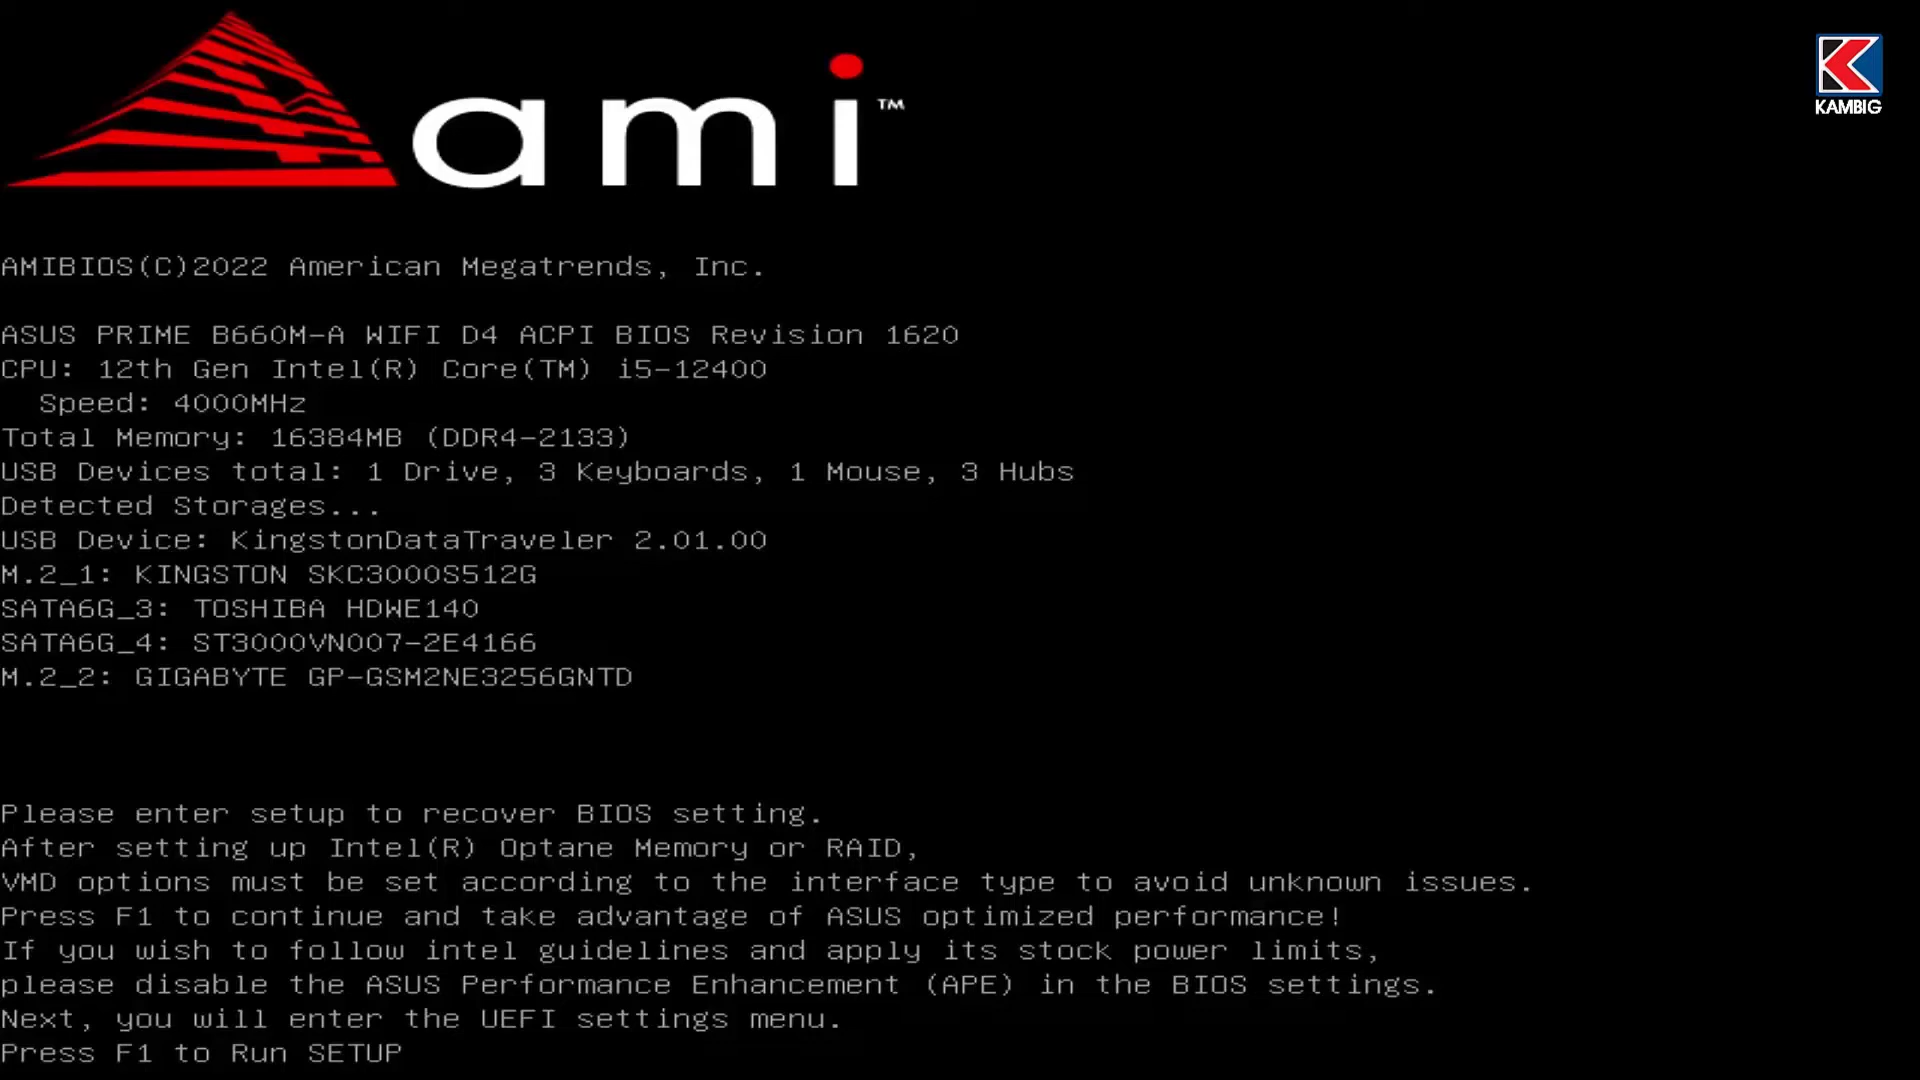 ami™
KAMBIG
AMIBIOS(C)2022 American Megatrends, Inc.
ASUS PRIME B660M-A WIFI D4 ACPI BIOS Revision 1620
CPU: 12th Gen Intel(R) Core(TM) i5-12400
Speed: 4000MHz
Total Memory: 16384MB (DDR4-2133)
USB Devices total: 1 Drive, 3 Keyboards, 1 Mouse, 3 Hubs
Detected Storages...
USB Device: KingstonDataTraveler 2.01.00
M.2_1: KINGSTON SKC3000S512G
SATA6G_3: TOSHIBA HDWE140
SATA6G_4: ST3000VN007-2E4166
M.2_2: GIGABYTE GP-GSM2NE3256GNTD
Please enter setup to recover BIOS setting.
After setting up Intel(R) Optane Memory or RAID,
VMD options must be set according to the interface type to avoid unknown issues.
Press F1 to continue and take advantage of ASUS optimized performance!
If you wish to follow intel guidelines and apply its stock power limits,
please disable the ASUS Performance Enhancement (APE) in the BIOS settings.
Next, you will enter the UEFI settings menu.
Press F1 to Run SETUP